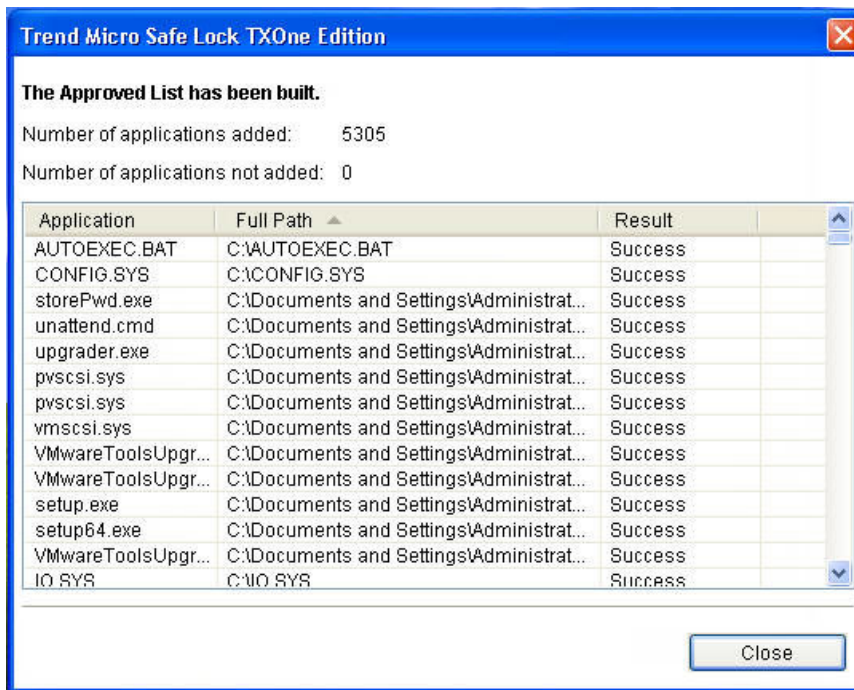 Trend Micro Safe Lock TXOne Edition
The Approved List has been built.
Number of applications added: 5305
Number of applications not added: 0
Application Full Path Result
AUTOEXEC.BAT C:\AUTOEXEC.BAT Success
CONFIG.SYS C:\CONFIG.SYS Success
storePwd.exe C:\Documents and Settings\Administrat... Success
unattend.cmd C:\Documents and Settings\Administrat... Success
upgrader.exe C:\Documents and Settings\Administrat... Success
pvscsi.sys C:\Documents and Settings\Administrat... Success
pvscsi.sys C:\Documents and Settings\Administrat... Success
vmscsi.sys C:\Documents and Settings\Administrat... Success
VMwareToolsUpgr... C:\Documents and Settings\Administrat... Success
VMwareToolsUpgr... C:\Documents and Settings\Administrat... Success
setup.exe C:\Documents and Settings\Administrat... Success
setup64.exe C:\Documents and Settings\Administrat... Success
VMwareToolsUpgr... C:\Documents and Settings\Administrat... Success
IO.SYS C:\IO.SYS Success
Close